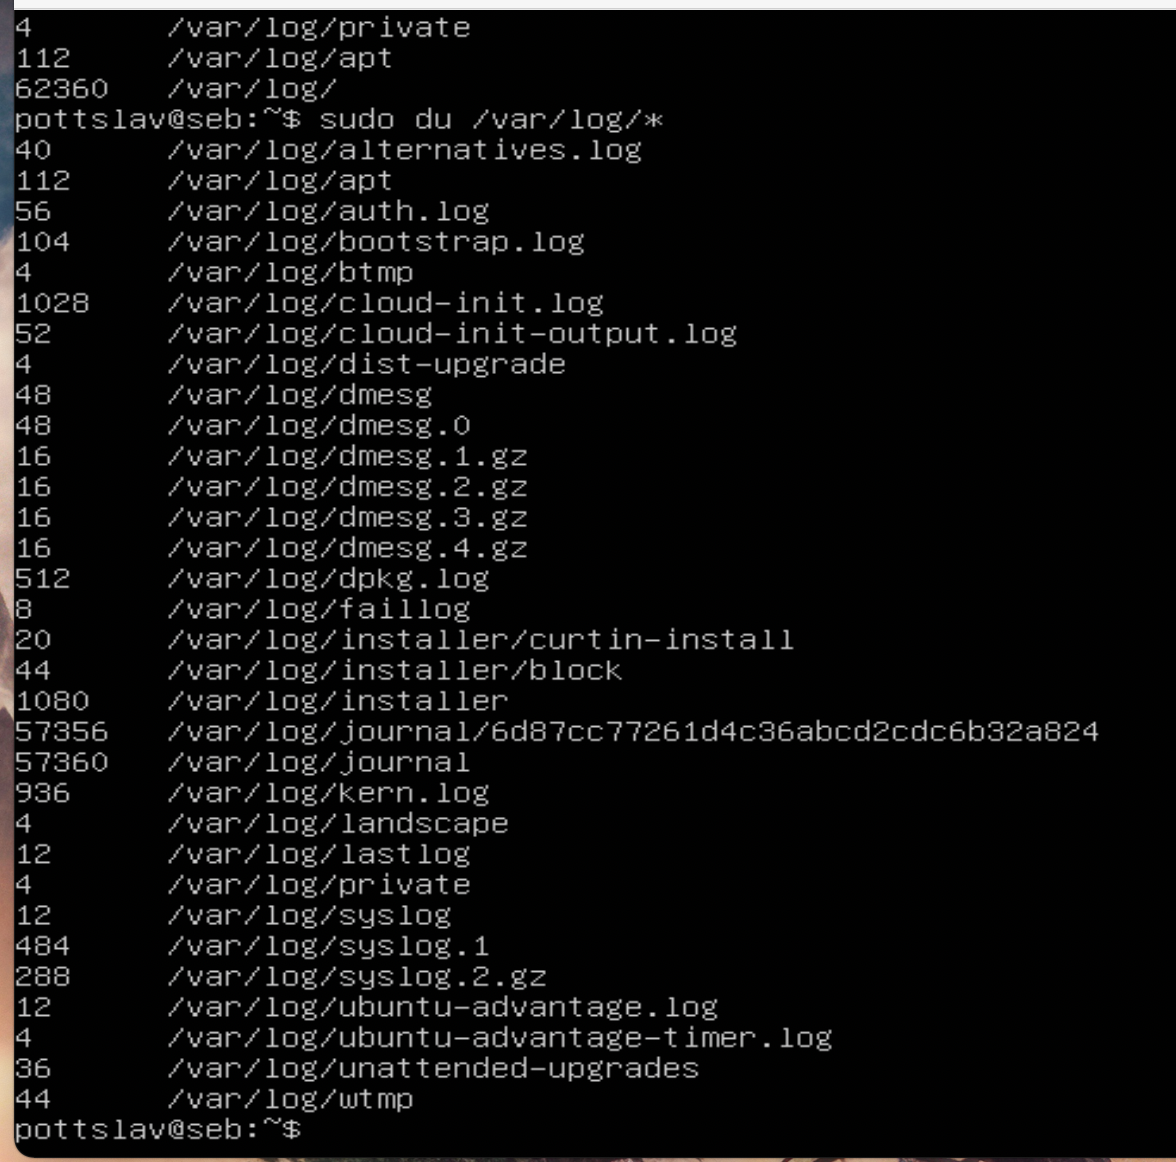 4       /var/log/private
112     /var/log/apt
62360   /var/log/
pottslav@seb:~$ sudo du /var/log/*
40      /var/log/alternatives.log
112     /var/log/apt
56      /var/log/auth.log
104     /var/log/bootstrap.log
4       /var/log/btmp
1028    /var/log/cloud-init.log
52      /var/log/cloud-init-output.log
4       /var/log/dist-upgrade
48      /var/log/dmesg
48      /var/log/dmesg.0
16      /var/log/dmesg.1.gz
16      /var/log/dmesg.2.gz
16      /var/log/dmesg.3.gz
16      /var/log/dmesg.4.gz
512     /var/log/dpkg.log
8       /var/log/faillog
20      /var/log/installer/curtin-install
44      /var/log/installer/block
1080    /var/log/installer
57356   /var/log/journal/6d87cc77261d4c36abcd2cdc6b32a824
57360   /var/log/journal
936     /var/log/kern.log
4       /var/log/landscape
12      /var/log/lastlog
4       /var/log/private
12      /var/log/syslog
484     /var/log/syslog.1
288     /var/log/syslog.2.gz
12      /var/log/ubuntu-advantage.log
4       /var/log/ubuntu-advantage-timer.log
36      /var/log/unattended-upgrades
44      /var/log/wtmp
pottslav@seb:~$